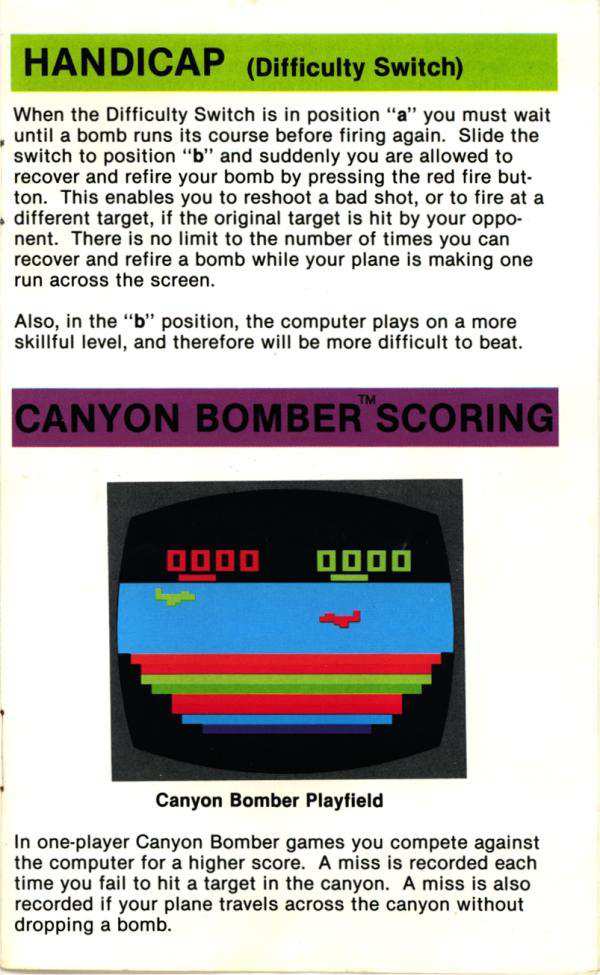 HANDICAP (Difficulty Switch)
When the Difficulty Switch is in position “a” you must wait
until a bomb runs its course before firing again. Slide the
switch to position “b” and suddenly you are allowed to
recover and refire your bomb by pressing the red fire but-
ton. This enables you to reshoot a bad shot, or to fire at a
different target, if the original target is hit by your oppo-
nent. There is no limit to the number of times you can
recover and refire a bomb while your plane is making one
run across the screen.
Also, in the “b” position, the computer plays on a more
skillful level, and therefore will be more difficult to beat.
CANYON BOMBER™ SCORING
0000 0000
Canyon Bomber Playfield
In one-player Canyon Bomber games you compete against
the computer for a higher score. A miss is recorded each
time you fail to hit a target in the canyon. A miss is also
recorded if your plane travels across the canyon without
dropping a bomb.